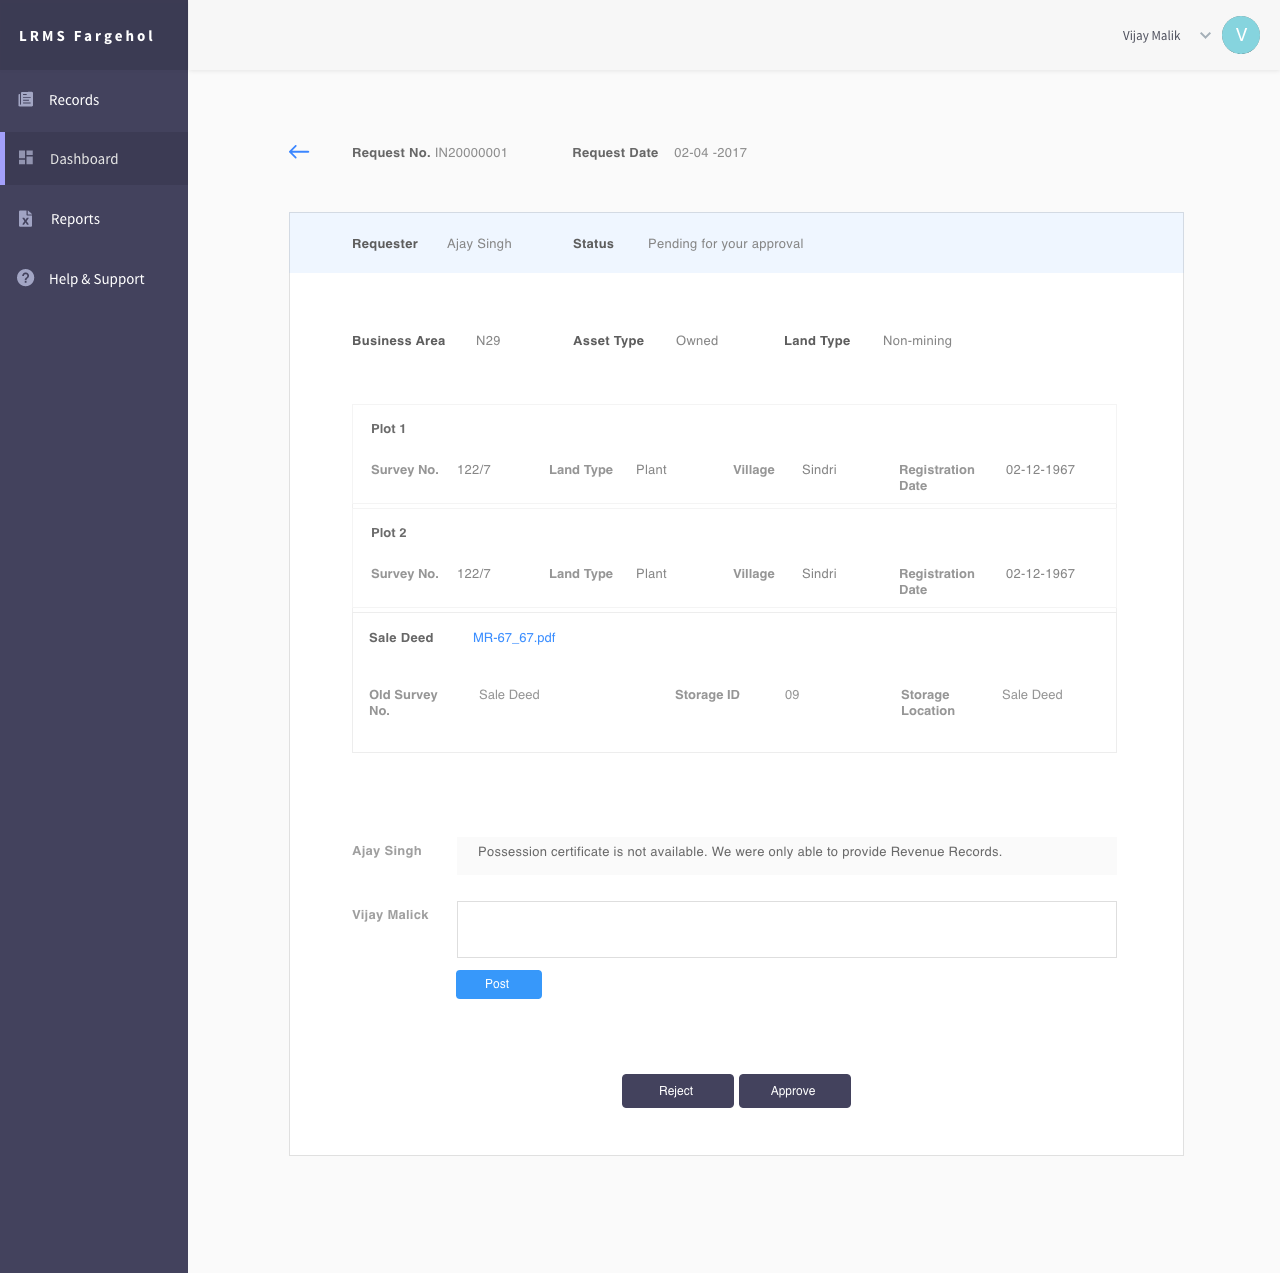 LRMS Fargehol
Vijay Malik
V
Records
Dashboard
Reports
Help & Support
Request No. IN20000001 Request Date 02-04 -2017
Requester Ajay Singh Status Pending for your approval
Business Area N29 Asset Type Owned Land Type Non-mining
Plot 1
Survey No. 122/7 Land Type Plant Village Sindri Registration Date 02-12-1967
Plot 2
Survey No. 122/7 Land Type Plant Village Sindri Registration Date 02-12-1967
Sale Deed MR-67_67.pdf
Old Survey No. Sale Deed Storage ID 09 Storage Location Sale Deed
Ajay Singh Possession certificate is not available. We were only able to provide Revenue Records.
Vijay Malick
Post
Reject Approve